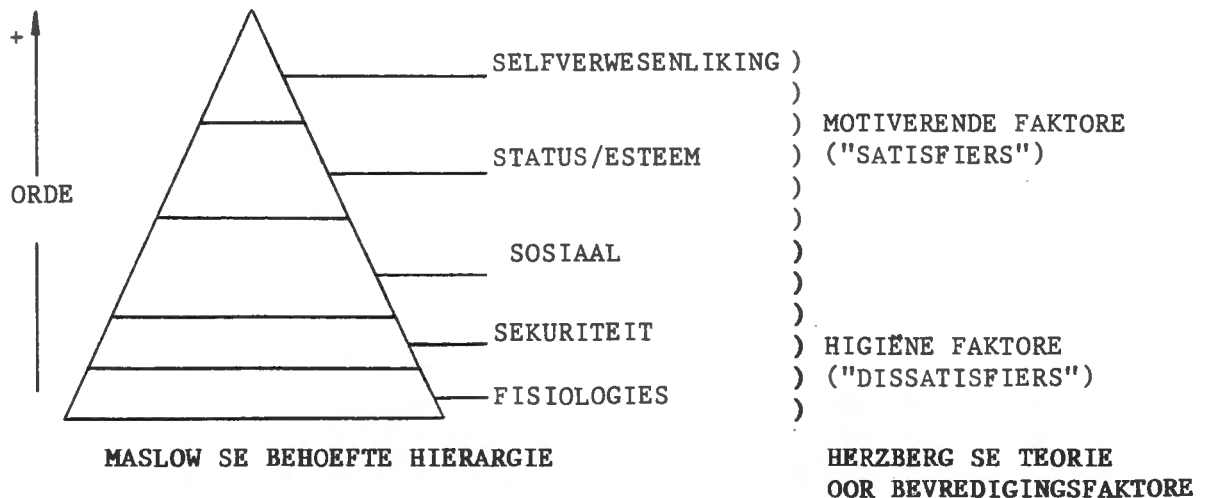 +
SELFVERWESENLIKING )
)
) MOTIVERENDE FAKTORE
STATUS/ESTEEM ) ("SATISFIERS")
ORDE )
)
SOSIAAL )
)
)
SEKURITEIT ) HIGIËNE FAKTORE
) ("DISSATISFIERS")
FISIOLOGIES )
MASLOW SE BEHOEFTE HIERARGIE
HERZBERG SE TEORIE
OOR BEVREDIGINGSFAKTORE